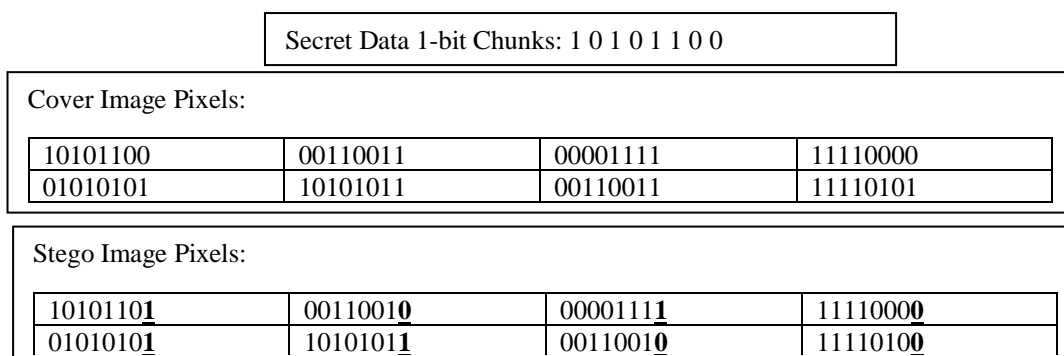 Secret Data 1-bit Chunks: 1 0 1 0 1 1 0 0
Cover Image Pixels:
10101100 00110011 00001111 11110000
01010101 10101011 00110011 11110101
Stego Image Pixels:
10101101 00110010 00001111 11110000
01010101 10101011 00110010 11110100